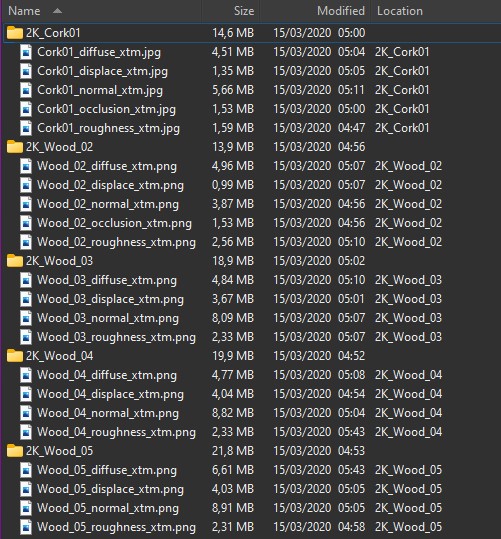 Name Size Modified Location
2K_Cork01 14,6 MB 15/03/2020 05:00
Cork01_diffuse_xtm.jpg 4,51 MB 15/03/2020 05:04 2K_Cork01
Cork01_displace_xtm.jpg 1,35 MB 15/03/2020 05:05 2K_Cork01
Cork01_normal_xtm.jpg 5,66 MB 15/03/2020 05:11 2K_Cork01
Cork01_occlusion_xtm.jpg 1,53 MB 15/03/2020 05:00 2K_Cork01
Cork01_roughness_xtm.jpg 1,59 MB 15/03/2020 04:47 2K_Cork01
2K_Wood_02 13,9 MB 15/03/2020 04:56
Wood_02_diffuse_xtm.png 4,96 MB 15/03/2020 05:07 2K_Wood_02
Wood_02_displace_xtm.png 0,99 MB 15/03/2020 05:07 2K_Wood_02
Wood_02_normal_xtm.png 3,87 MB 15/03/2020 04:56 2K_Wood_02
Wood_02_occlusion_xtm.png 1,53 MB 15/03/2020 04:56 2K_Wood_02
Wood_02_roughness_xtm.png 2,56 MB 15/03/2020 05:10 2K_Wood_02
2K_Wood_03 18,9 MB 15/03/2020 05:02
Wood_03_diffuse_xtm.png 4,84 MB 15/03/2020 05:10 2K_Wood_03
Wood_03_displace_xtm.png 3,67 MB 15/03/2020 05:01 2K_Wood_03
Wood_03_normal_xtm.png 8,09 MB 15/03/2020 05:07 2K_Wood_03
Wood_03_roughness_xtm.png 2,33 MB 15/03/2020 05:07 2K_Wood_03
2K_Wood_04 19,9 MB 15/03/2020 04:52
Wood_04_diffuse_xtm.png 4,77 MB 15/03/2020 05:08 2K_Wood_04
Wood_04_displace_xtm.png 4,04 MB 15/03/2020 04:54 2K_Wood_04
Wood_04_normal_xtm.png 8,82 MB 15/03/2020 05:04 2K_Wood_04
Wood_04_roughness_xtm.png 2,33 MB 15/03/2020 05:43 2K_Wood_04
2K_Wood_05 21,8 MB 15/03/2020 04:53
Wood_05_diffuse_xtm.png 6,61 MB 15/03/2020 05:43 2K_Wood_05
Wood_05_displace_xtm.png 4,03 MB 15/03/2020 05:05 2K_Wood_05
Wood_05_normal_xtm.png 8,91 MB 15/03/2020 05:05 2K_Wood_05
Wood_05_roughness_xtm.png 2,31 MB 15/03/2020 04:58 2K_Wood_05